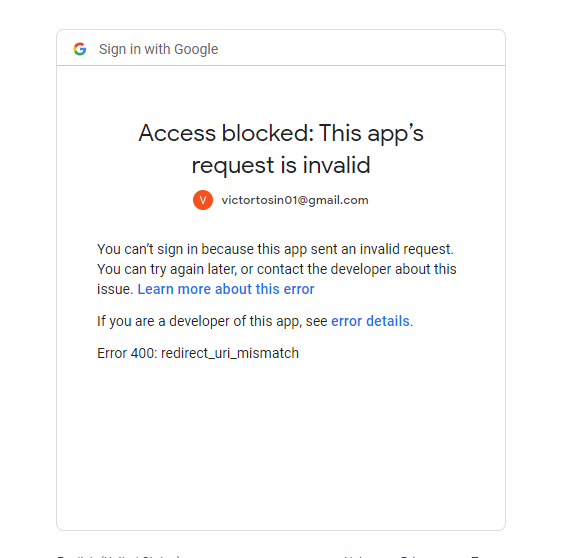 Sign in with Google
Access blocked: This app's
request is invalid
V victortosin01@gmail.com
You can't sign in because this app sent an invalid request.
You can try again later, or contact the developer about this
issue. Learn more about this error
If you are a developer of this app, see error details.
Error 400: redirect_uri_mismatch